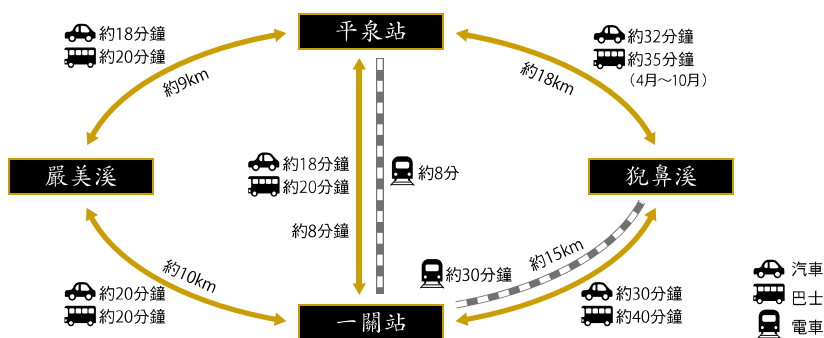 平泉站
約18分鐘
約20分鐘
約9km
約32分鐘
約35分鐘
（4月～10月）
約18km
嚴美溪
約18分鐘
約20分鐘
約8分鐘
約8分
猊鼻溪
約10km
約20分鐘
約20分鐘
約30分鐘
約15km
約30分鐘
約40分鐘
一關站
汽車
巴士
電車